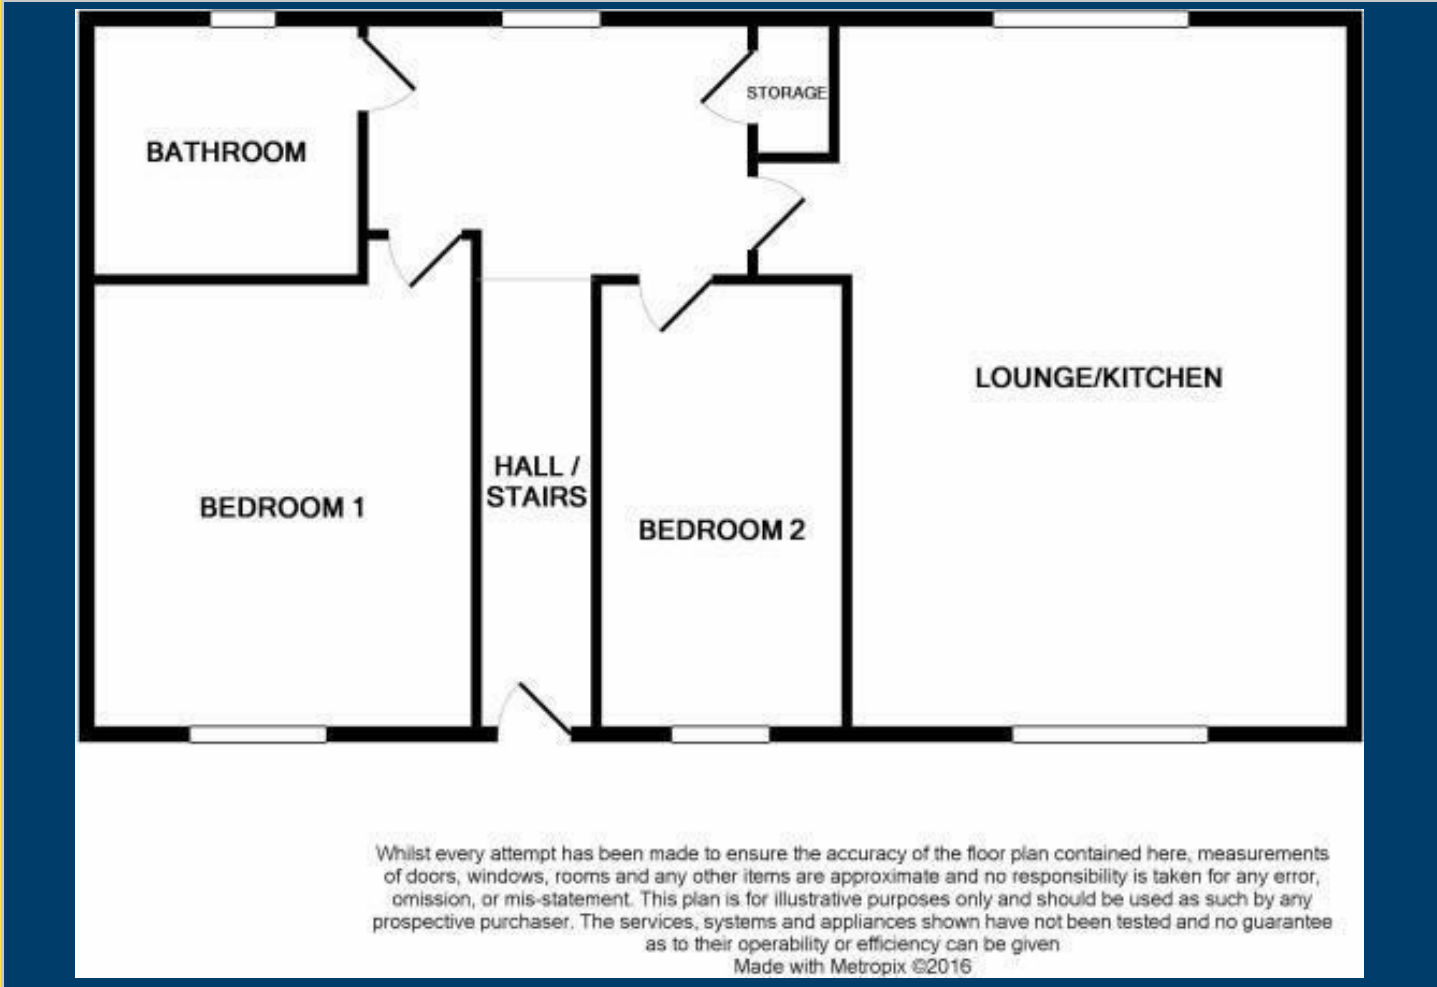 BATHROOM
STORAGE
LOUNGE/KITCHEN
HALL /
STAIRS
BEDROOM 1
BEDROOM 2
Whilst every attempt has been made to ensure the accuracy of the floor plan contained here, measurements
of doors, windows, rooms and any other items are approximate and no responsibility is taken for any error,
omission, or mis-statement. This plan is for illustrative purposes only and should be used as such by any
prospective purchaser. The services, systems and appliances shown have not been tested and no guarantee
as to their operability or efficiency can be given
Made with Metropix ©2016